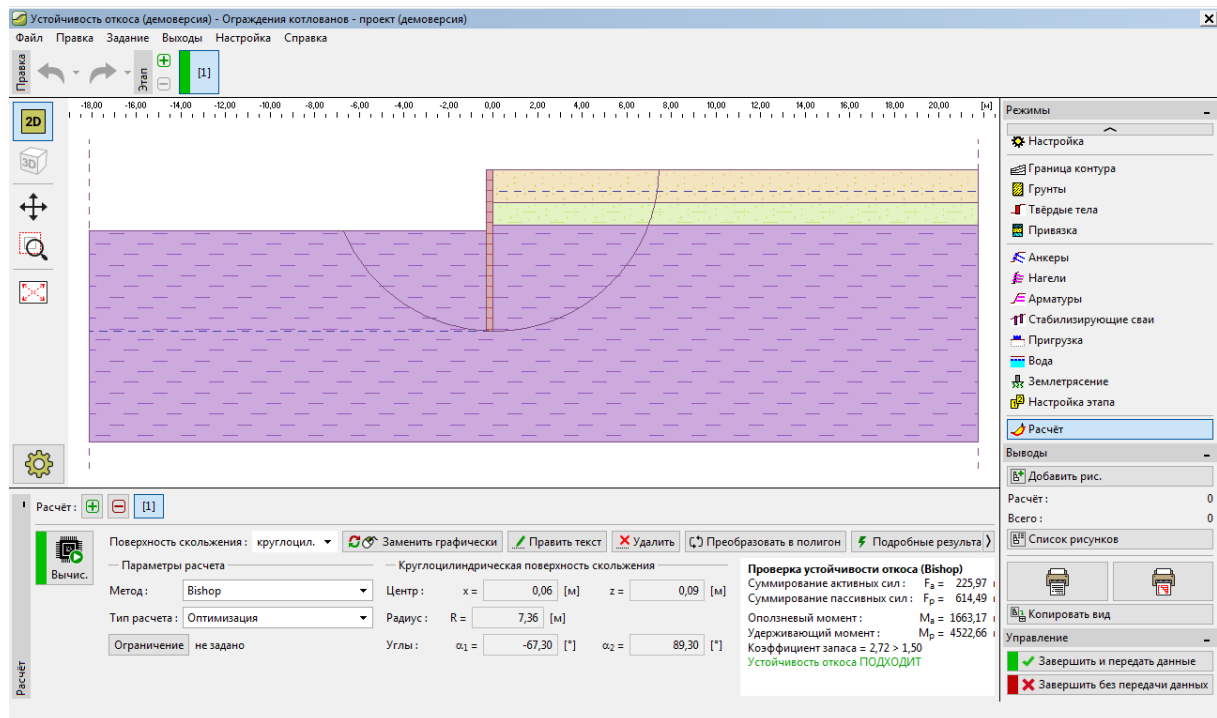 Устойчивость откоса (демоверсия) - Ограждения котлованов - проект (демоверсия)
Файл Правка Задание Выходы Настройка Справка
Правка
Этап
[1]
-18,00 -16,00 -14,00 -12,00 -10,00 -8,00 -6,00 -4,00 -2,00 0,00 2,00 4,00 6,00 8,00 10,00 12,00 14,00 16,00 18,00 20,00 [м]
2D
3D
Режимы
Настройка
Граница контура
Грунты
Твёрдые тела
Привязка
Анкеры
Нагели
Арматуры
Стабилизирующие сваи
Пригрузка
Вода
Землетрясение
Настройка этапа
Расчёт
Выводы
Добавить рис.
Расчёт : 0
Всего : 0
Список рисунков
Копировать вид
Управление
Завершить и передать данные
Завершить без передачи данных
Расчёт
Расчёт : [1]
Вычис.
Поверхность скольжения : круглоцил. Заменить графически Править текст Удалить Преобразовать в полигон Подробные результа
Параметры расчета
Метод : Bishop
Тип расчета : Оптимизация
Ограничение не задано
Круглоцилиндрическая поверхность скольжения
Центр : x = 0,06 [м] z = 0,09 [м]
Радиус : R = 7,36 [м]
Углы : α1 = -67,30 [°] α2 = 89,30 [°]
Проверка устойчивости откоса (Bishop)
Суммирование активных сил : Fa = 225,97
Суммирование пассивных сил : Fp = 614,49
Оползневый момент : Ma = 1663,17
Удерживающий момент : Mp = 4522,66
Коэффициент запаса = 2,72 > 1,50
Устойчивость откоса ПОДХОДИТ